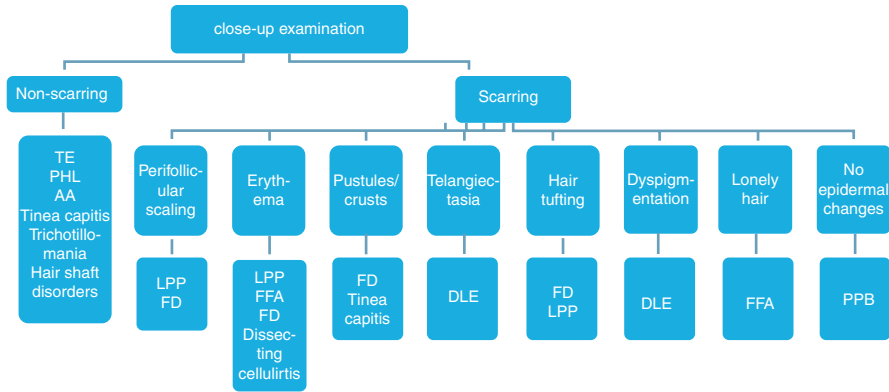 close-up examination
Non-scarring
Scarring
TE
PHL
AA
Tinea capitis
Trichotillo-
mania
Hair shaft
disorders
Perifollic-
ular
scaling
Eryth-
ema
Pustules/
crusts
Telangiec-
tasia
Hair
tufting
Dyspigm-
entation
Lonely
hair
No
epidermal
changes
LPP
FD
LPP
FFA
FD
Dissec-
ting
cellulirtis
FD
Tinea
capitis
DLE
FD
LPP
DLE
FFA
PPB